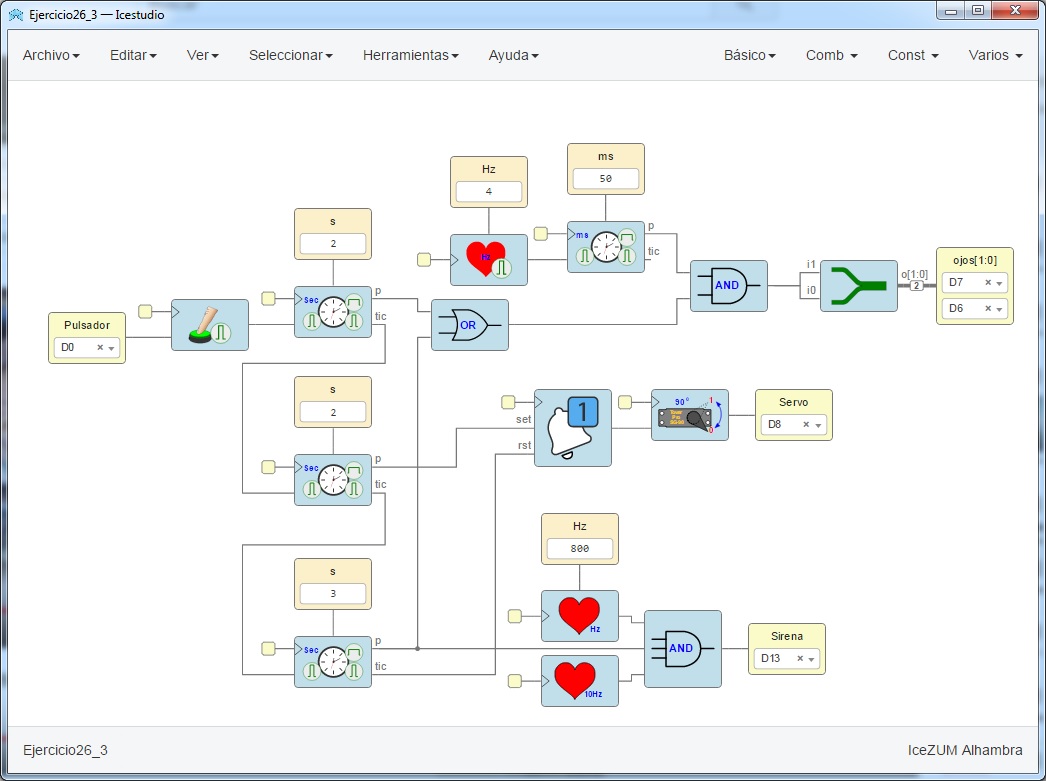 Ejercicio26_3 — Icestudio
Archivo Editar Ver Seleccionar Herramientas Ayuda Básico Comb Const Varios
ms
50
Hz
4
s
2
ms
p
tic
Hz
AND
i1
i0
o[1:0]
2
ojos[1:0]
D7
D6
Pulsador
D0
Sec
p
tic
OR
s
2
Sec
p
tic
set
rst
1
90°
1
0
Servo
D8
s
3
Sec
p
tic
Hz
800
Hz
10Hz
AND
Sirena
D13
Ejercicio26_3
IceZUM Alhambra